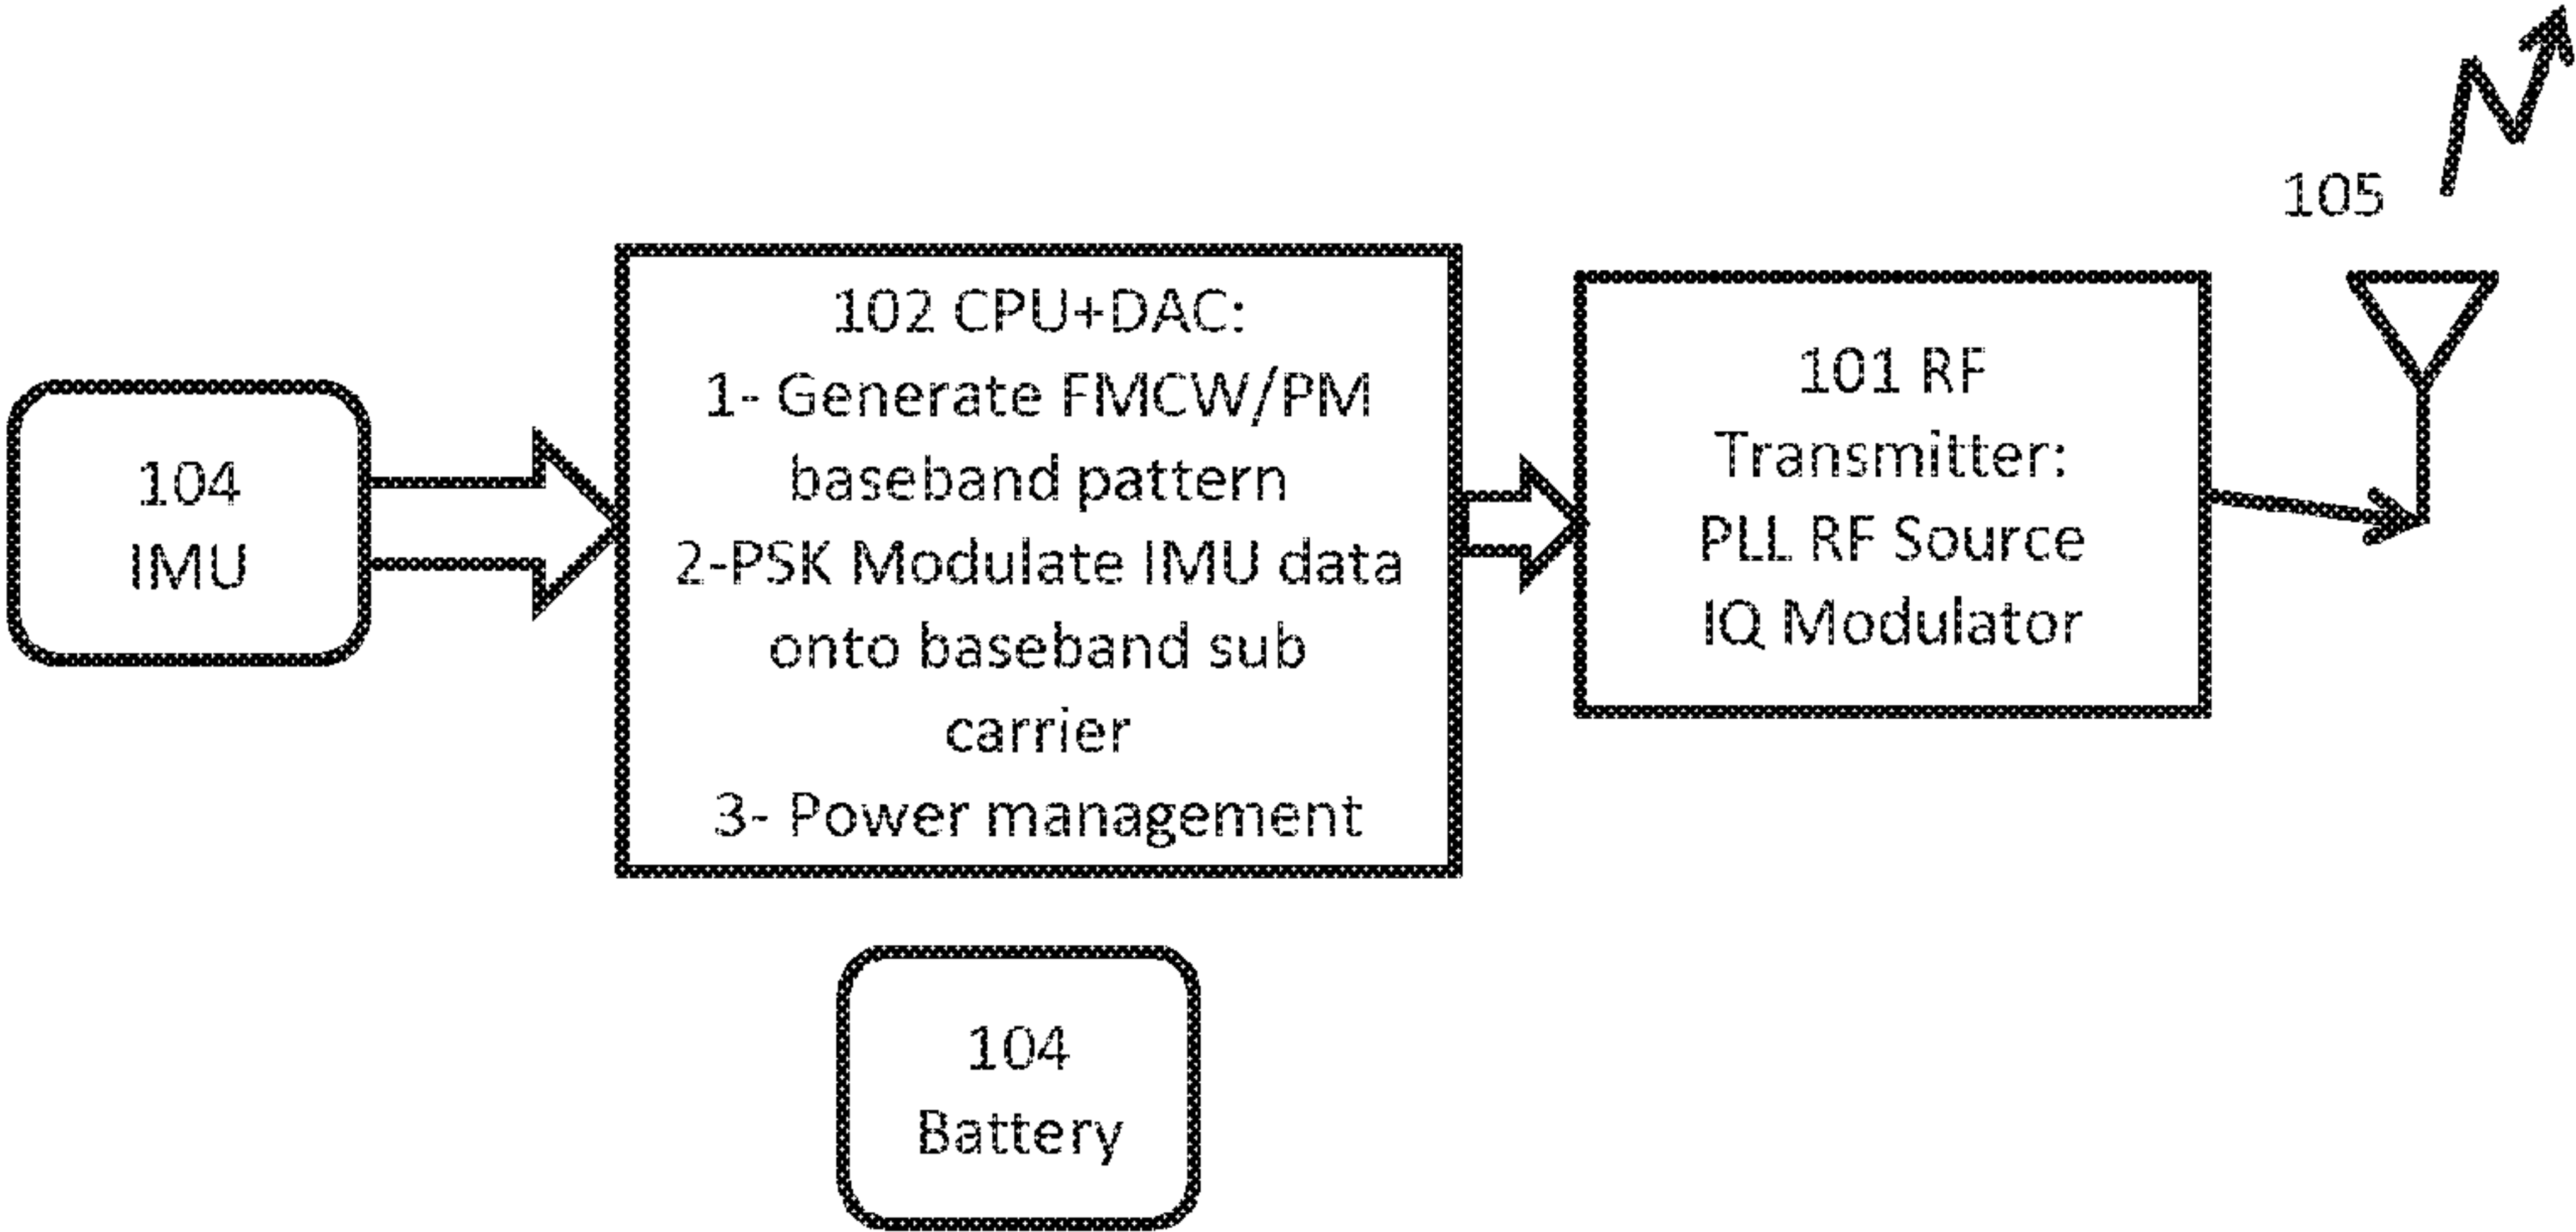 105
104
IMU
102 CPU+DAC:
1- Generate FMCW/PM
baseband pattern
2-PSK Modulate IMU data
onto baseband sub
carrier
3- Power management
101 RF
Transmitter:
PLL RF Source
IQ Modulator
104
Battery